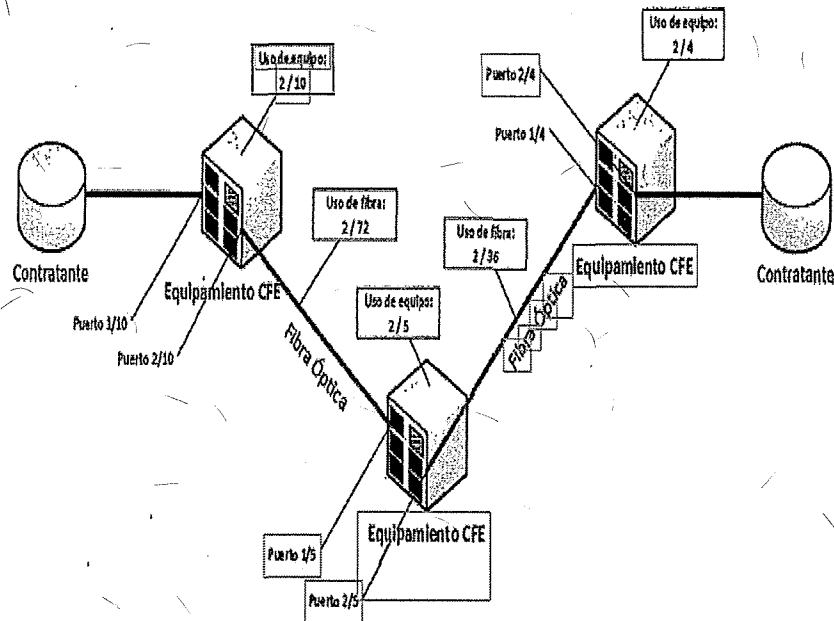 Uso de equipo:
2/10
Uso de equipo:
2/4
Puerto 2/4
Puerto 1/4
Uso de fibra:
2/72
Uso de fibra:
2/36
Contratante
Equipamiento CFE
Equipamiento CFE
Contratante
Puerto 1/10
Puerto 2/10
Fibra Óptica
Uso de equipo:
2/5
Fibra Óptica
Equipamiento CFE
Puerto 1/5
Puerto 2/5